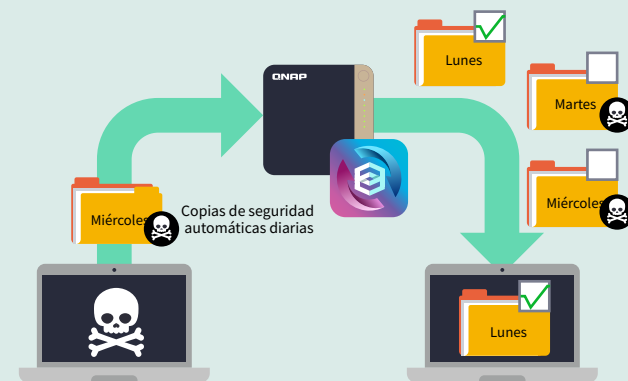 QNAP
Lunes
Martes
Miércoles
Miércoles
Copias de seguridad
automáticas diarias
Lunes